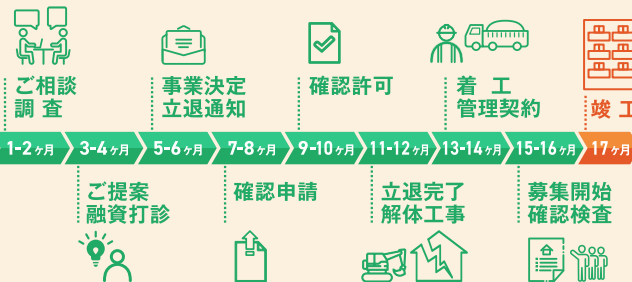 ご相談
調 査
事業決定
立退通知
確認許可
着 工
管理契約
竣 工
1-2ヶ月
3-4ヶ月
5-6ヶ月
7-8ヶ月
9-10ヶ月
11-12ヶ月
13-14ヶ月
15-16ヶ月
17ヶ月
ご提案
融資打診
確認申請
立退完了
解体工事
募集開始
確認検査